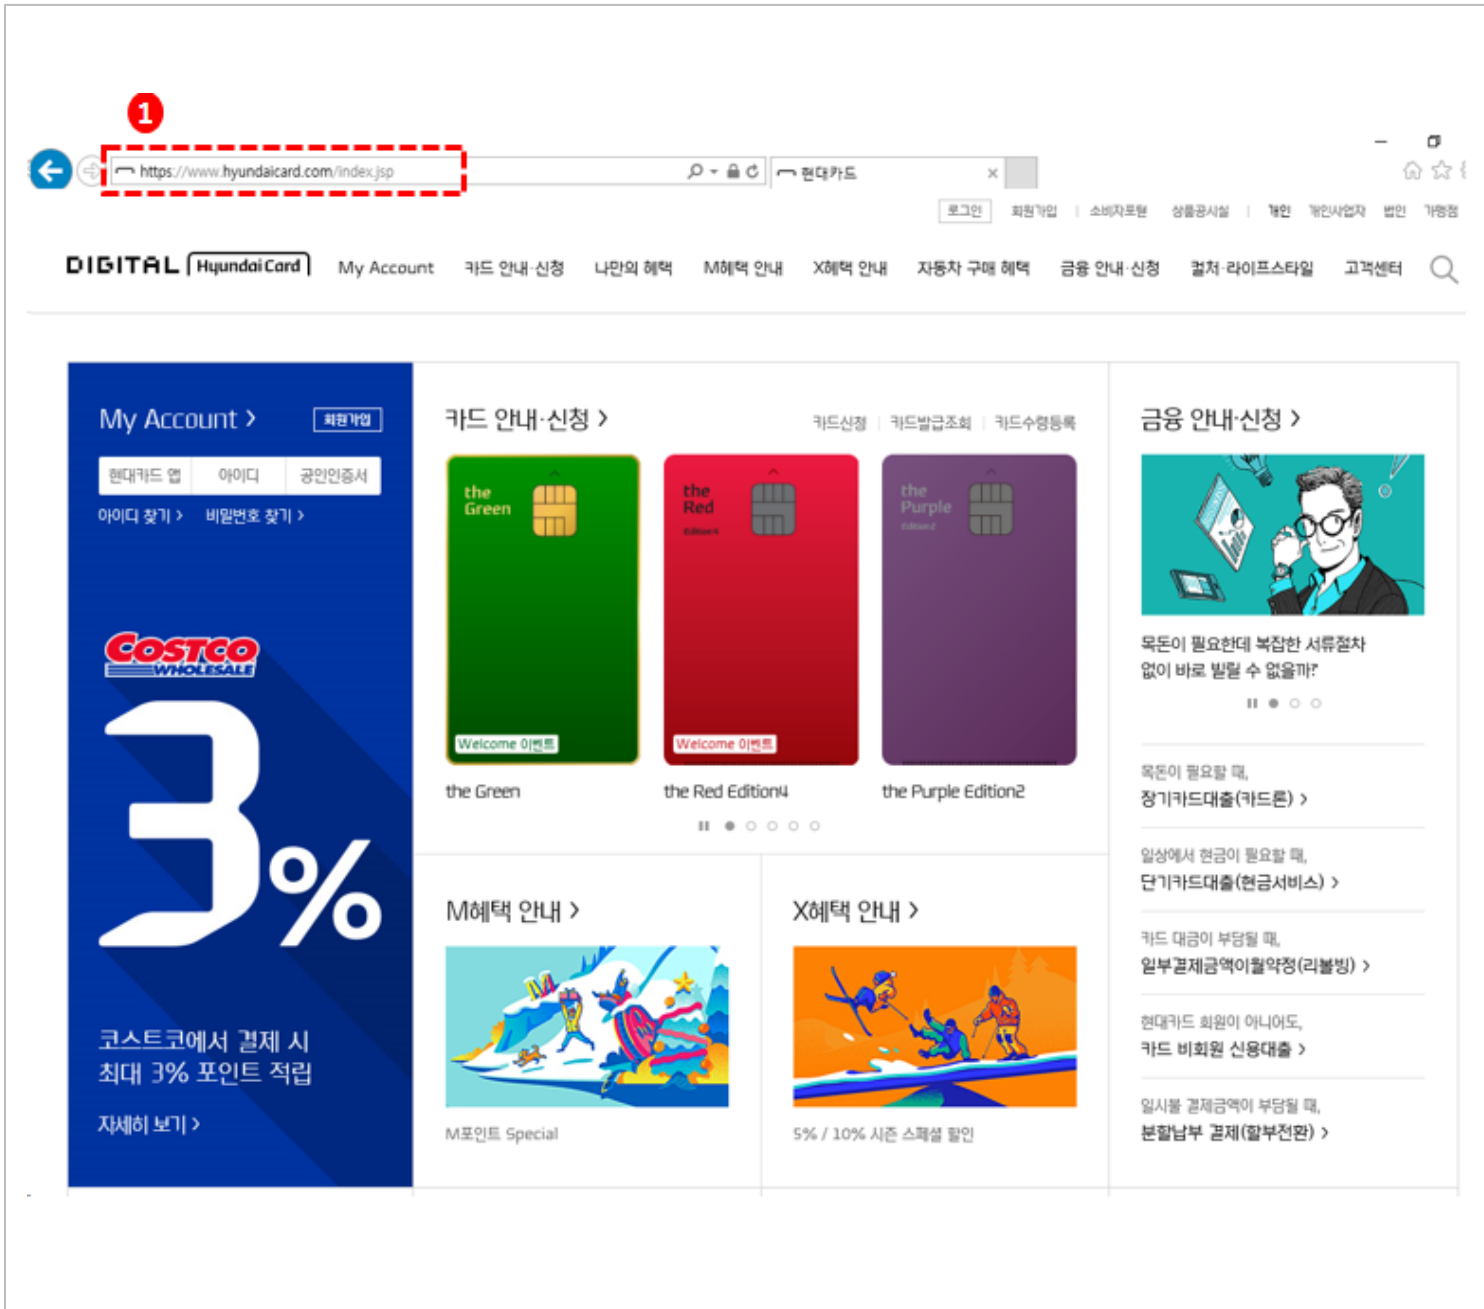 1
https://www.hyundaicard.com/index.jsp
현대카드
로그인 회원가입 소비자포털 상품공시실 개인 개인사업자 법인 가맹점
DIGITAL HyundaiCard My Account 카드 안내·신청 나만의 혜택 M혜택 안내 X혜택 안내 자동차 구매 혜택 금융 안내·신청 컬처·라이프스타일 고객센터
My Account > 회원가입
현대카드 앱 아이디 공인인증서
아이디 찾기 > 비밀번호 찾기 >
COSTCO
WHOLESALE
3%
코스트코에서 결제 시
최대 3% 포인트 적립
자세히 보기 >
카드 안내·신청 >
카드신청 카드발급조회 카드수령등록
the
Green
Welcome 이벤트
the Green
the
Red
Edition4
Welcome 이벤트
the Red Edition4
the
Purple
Edition2
the Purple Edition2
M혜택 안내 >
M
M포인트 Special
X혜택 안내 >
5% / 10% 시즌 스페셜 할인
금융 안내·신청 >
목돈이 필요한데 복잡한 서류절차
없이 바로 빌릴 수 없을까?
목돈이 필요할 때,
장기카드대출(카드론) >
일상에서 현금이 필요할 때,
단기카드대출(현금서비스) >
카드 대금이 부담될 때,
일부결제금액이월약정(리볼빙) >
현대카드 회원이 아니어도,
카드 비회원 신용대출 >
일시불 결제금액이 부담될 때,
분할납부 결제(할부전환) >